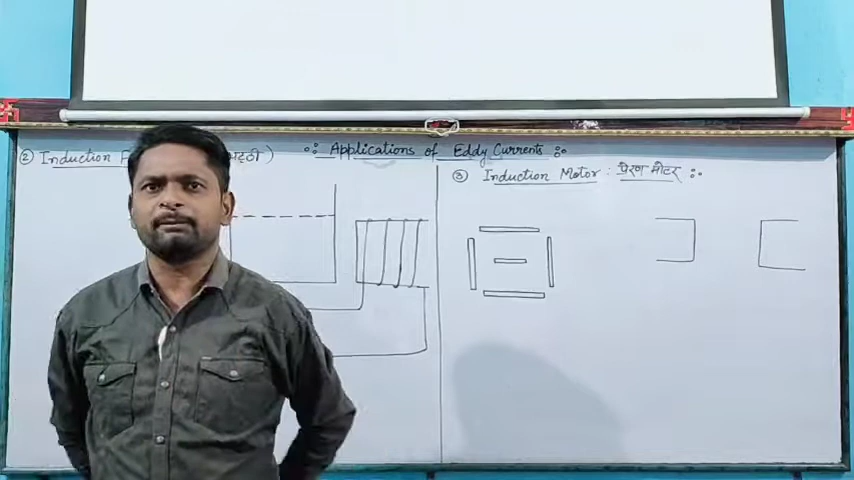 ∴ Applications of Eddy Currents ∴
② Induction
③ Induction Motor : प्रेरण मोटर :